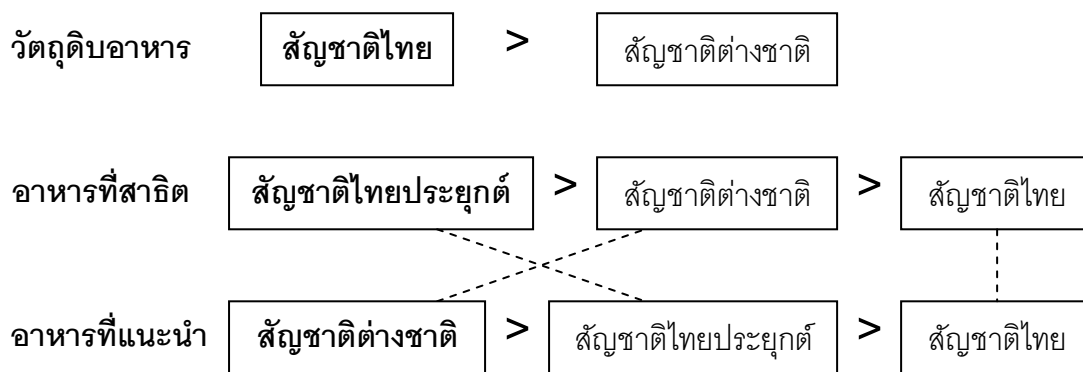 วัตถุดิบอาหาร สัญชาติไทย > สัญชาติต่างชาติ
อาหารที่สาธิต สัญชาติไทยประยุกต์ > สัญชาติต่างชาติ > สัญชาติไทย
อาหารที่แนะนำ สัญชาติต่างชาติ > สัญชาติไทยประยุกต์ > สัญชาติไทย